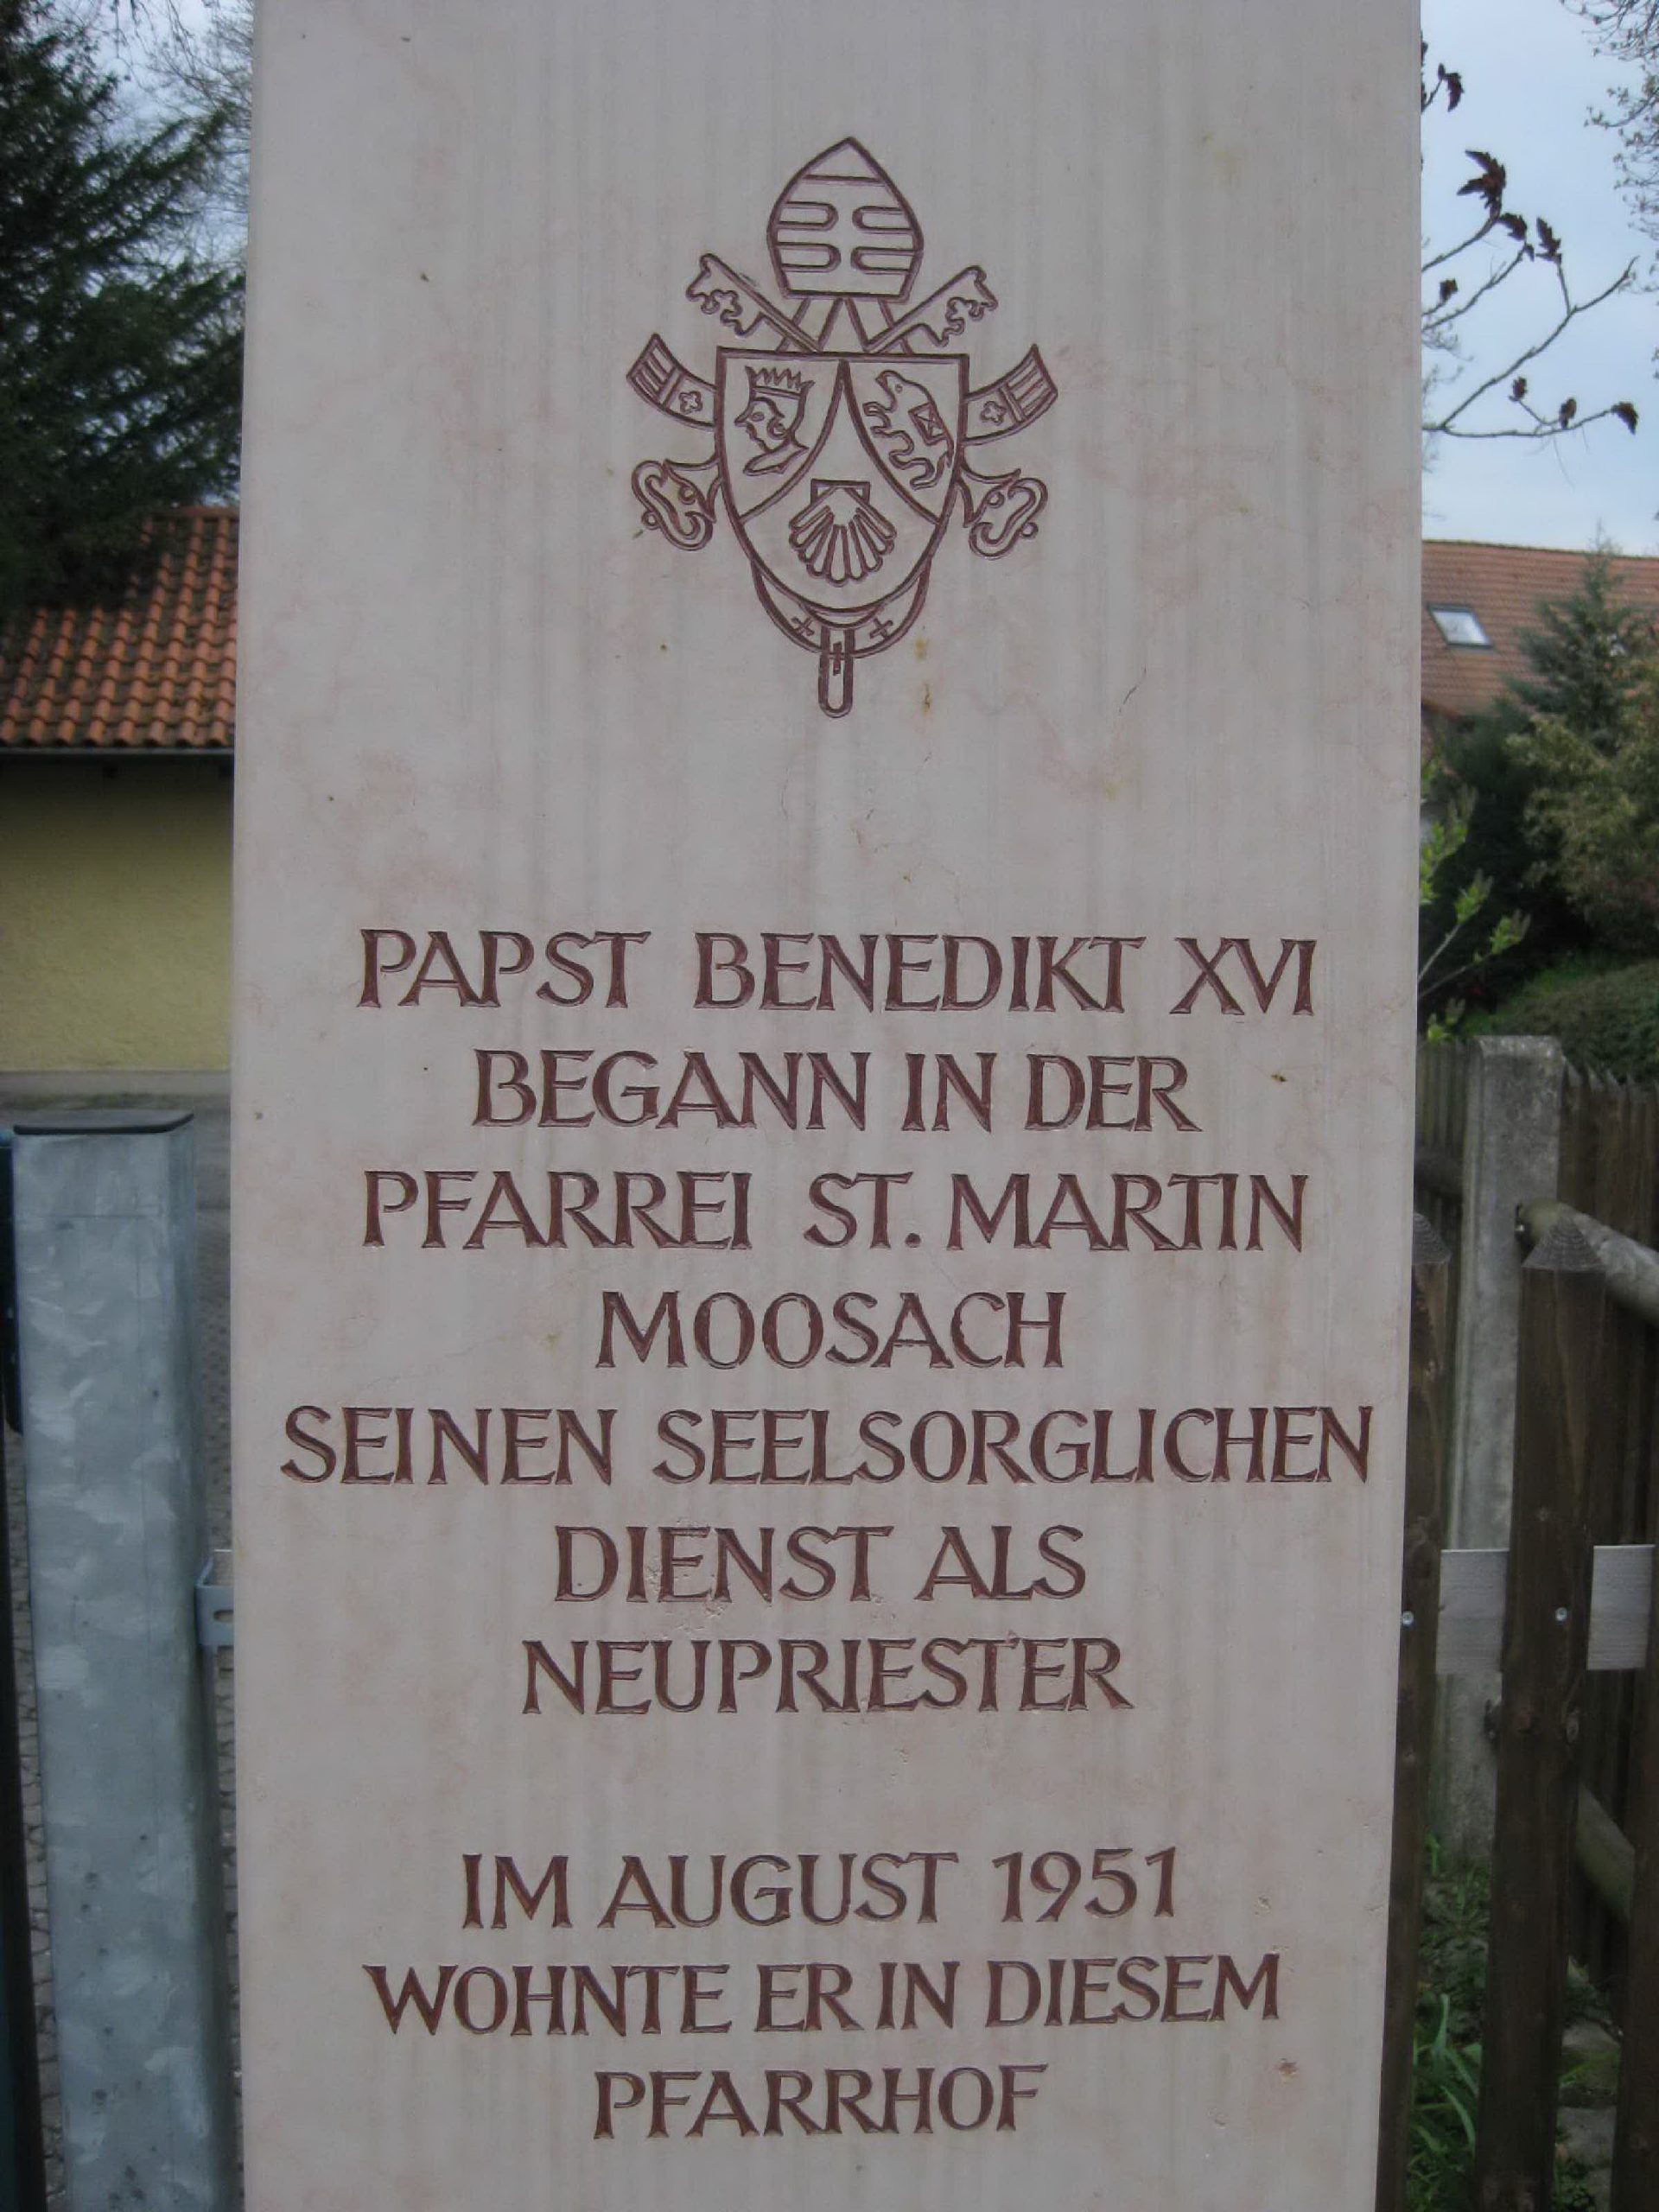 PAPST BENEDIKT XVI
BEGANN IN DER
PFARREI ST. MARTIN
MOOSACH
SEINEN SEELSORGLICHEN
DIENST ALS
NEUPRIESTER
IM AUGUST 1951
WOHNTE ER IN DIESEM
PFARRHOF